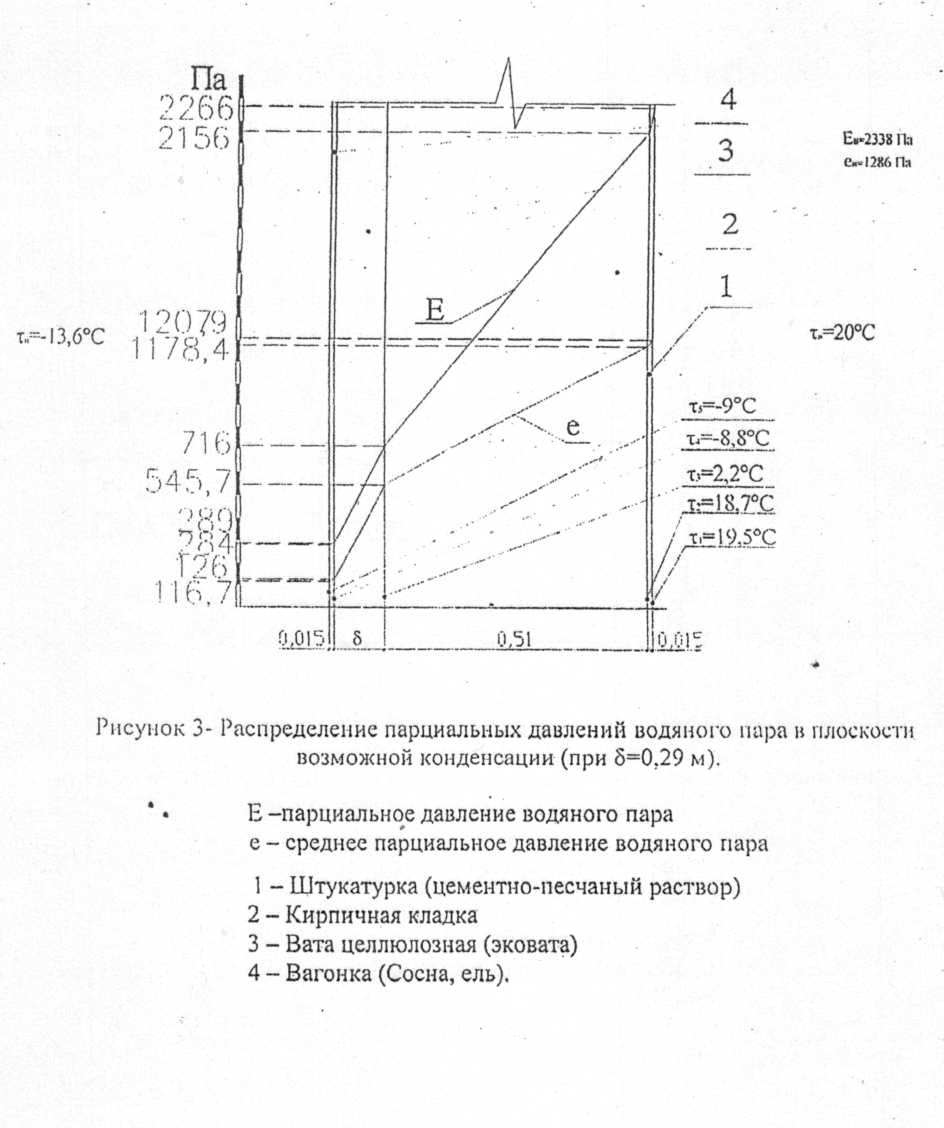 Па
2266
2156
4
3
Eв=2338 Па
eв=1286 Па
2
1
1207,9
1178,4
τн=-13,6°C
τв=20°C
E
e
716
545,7
289
284
126
116,7
τ5=-9°C
τ4=-8,8°C
τ3=2,2°C
τ2=18,7°C
τ1=19,5°C
0,015 δ 0,51 0,015
Рисунок 3- Распределение парциальных давлений водяного пара в плоскости
возможной конденсации (при δ=0,29 м).
E –парциальное давление водяного пара
e – среднее парциальное давление водяного пара
1 – Штукатурка (цементно-песчаный раствор)
2 – Кирпичная кладка
3 – Вата целлюлозная (эковата)
4 – Вагонка (Сосна, ель).